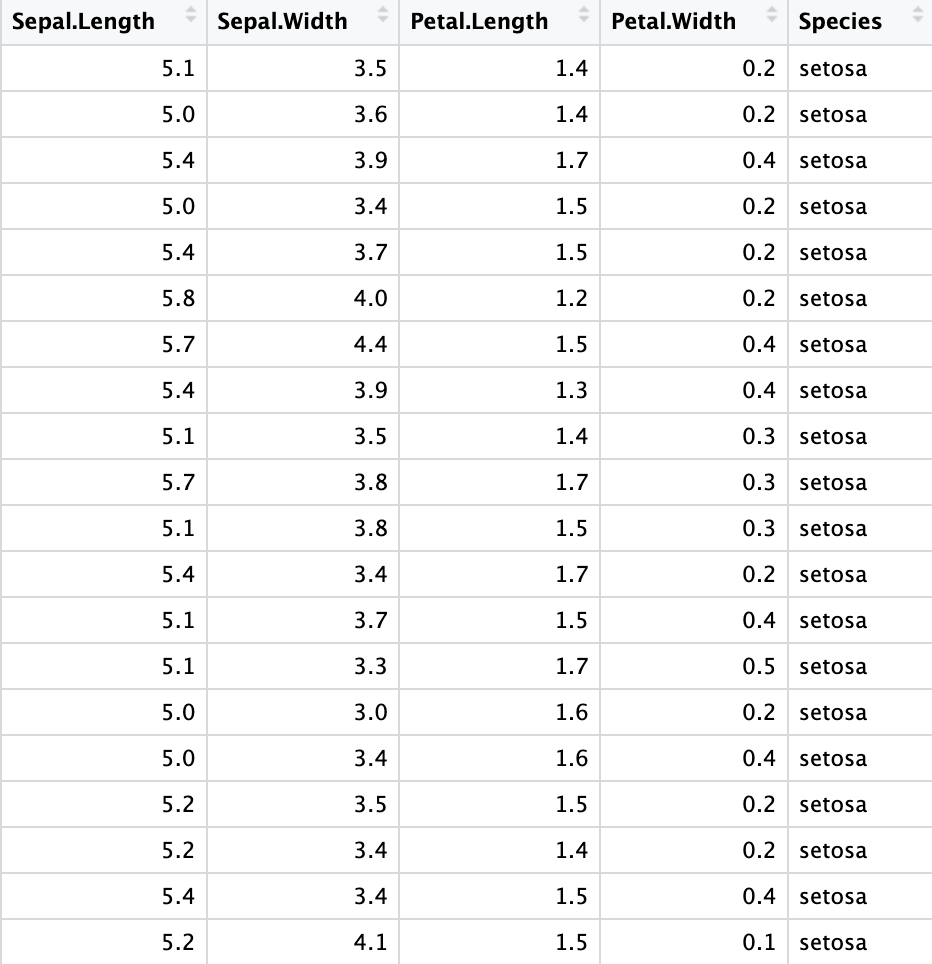 Sepal.Length Sepal.Width Petal.Length Petal.Width Species
5.1 3.5 1.4 0.2 setosa
5.0 3.6 1.4 0.2 setosa
5.4 3.9 1.7 0.4 setosa
5.0 3.4 1.5 0.2 setosa
5.4 3.7 1.5 0.2 setosa
5.8 4.0 1.2 0.2 setosa
5.7 4.4 1.5 0.4 setosa
5.4 3.9 1.3 0.4 setosa
5.1 3.5 1.4 0.3 setosa
5.7 3.8 1.7 0.3 setosa
5.1 3.8 1.5 0.3 setosa
5.4 3.4 1.7 0.2 setosa
5.1 3.7 1.5 0.4 setosa
5.1 3.3 1.7 0.5 setosa
5.0 3.0 1.6 0.2 setosa
5.0 3.4 1.6 0.4 setosa
5.2 3.5 1.5 0.2 setosa
5.2 3.4 1.4 0.2 setosa
5.4 3.4 1.5 0.4 setosa
5.2 4.1 1.5 0.1 setosa